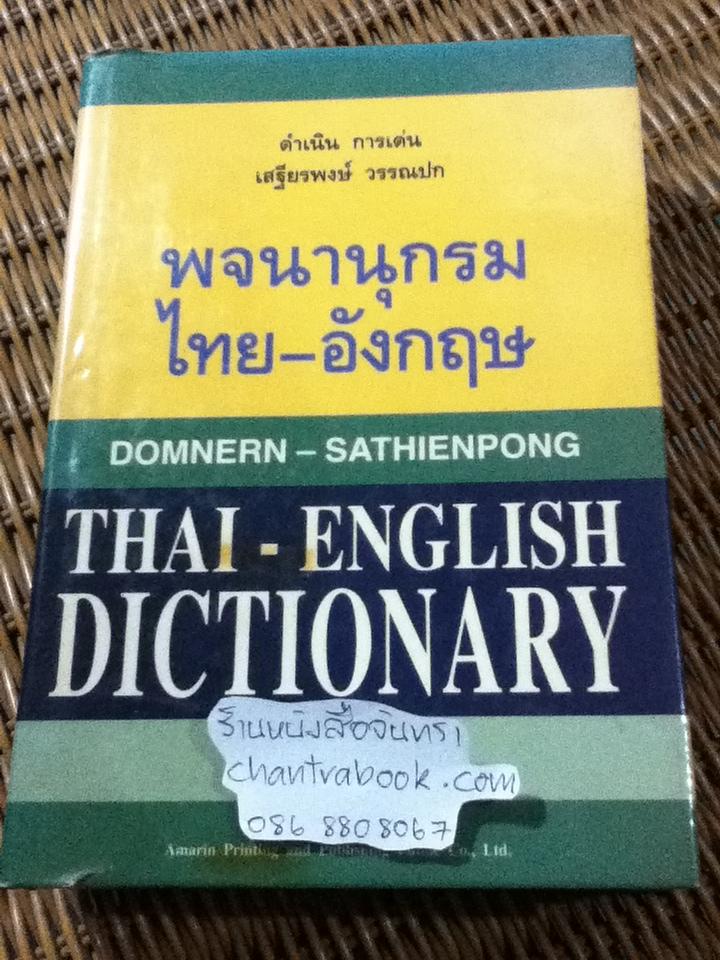 ดำเนิน การเด่น
เสฐียรพงษ์ วรรณปก
พจนานุกรม
ไทย–อังกฤษ
DOMNERN – SATHIENPONG
THAI - ENGLISH
DICTIONARY
ร้านหนังสือจันทรา
chantrabook.com
086 8808067
Amarin Printing and Publishing Co., Ltd.